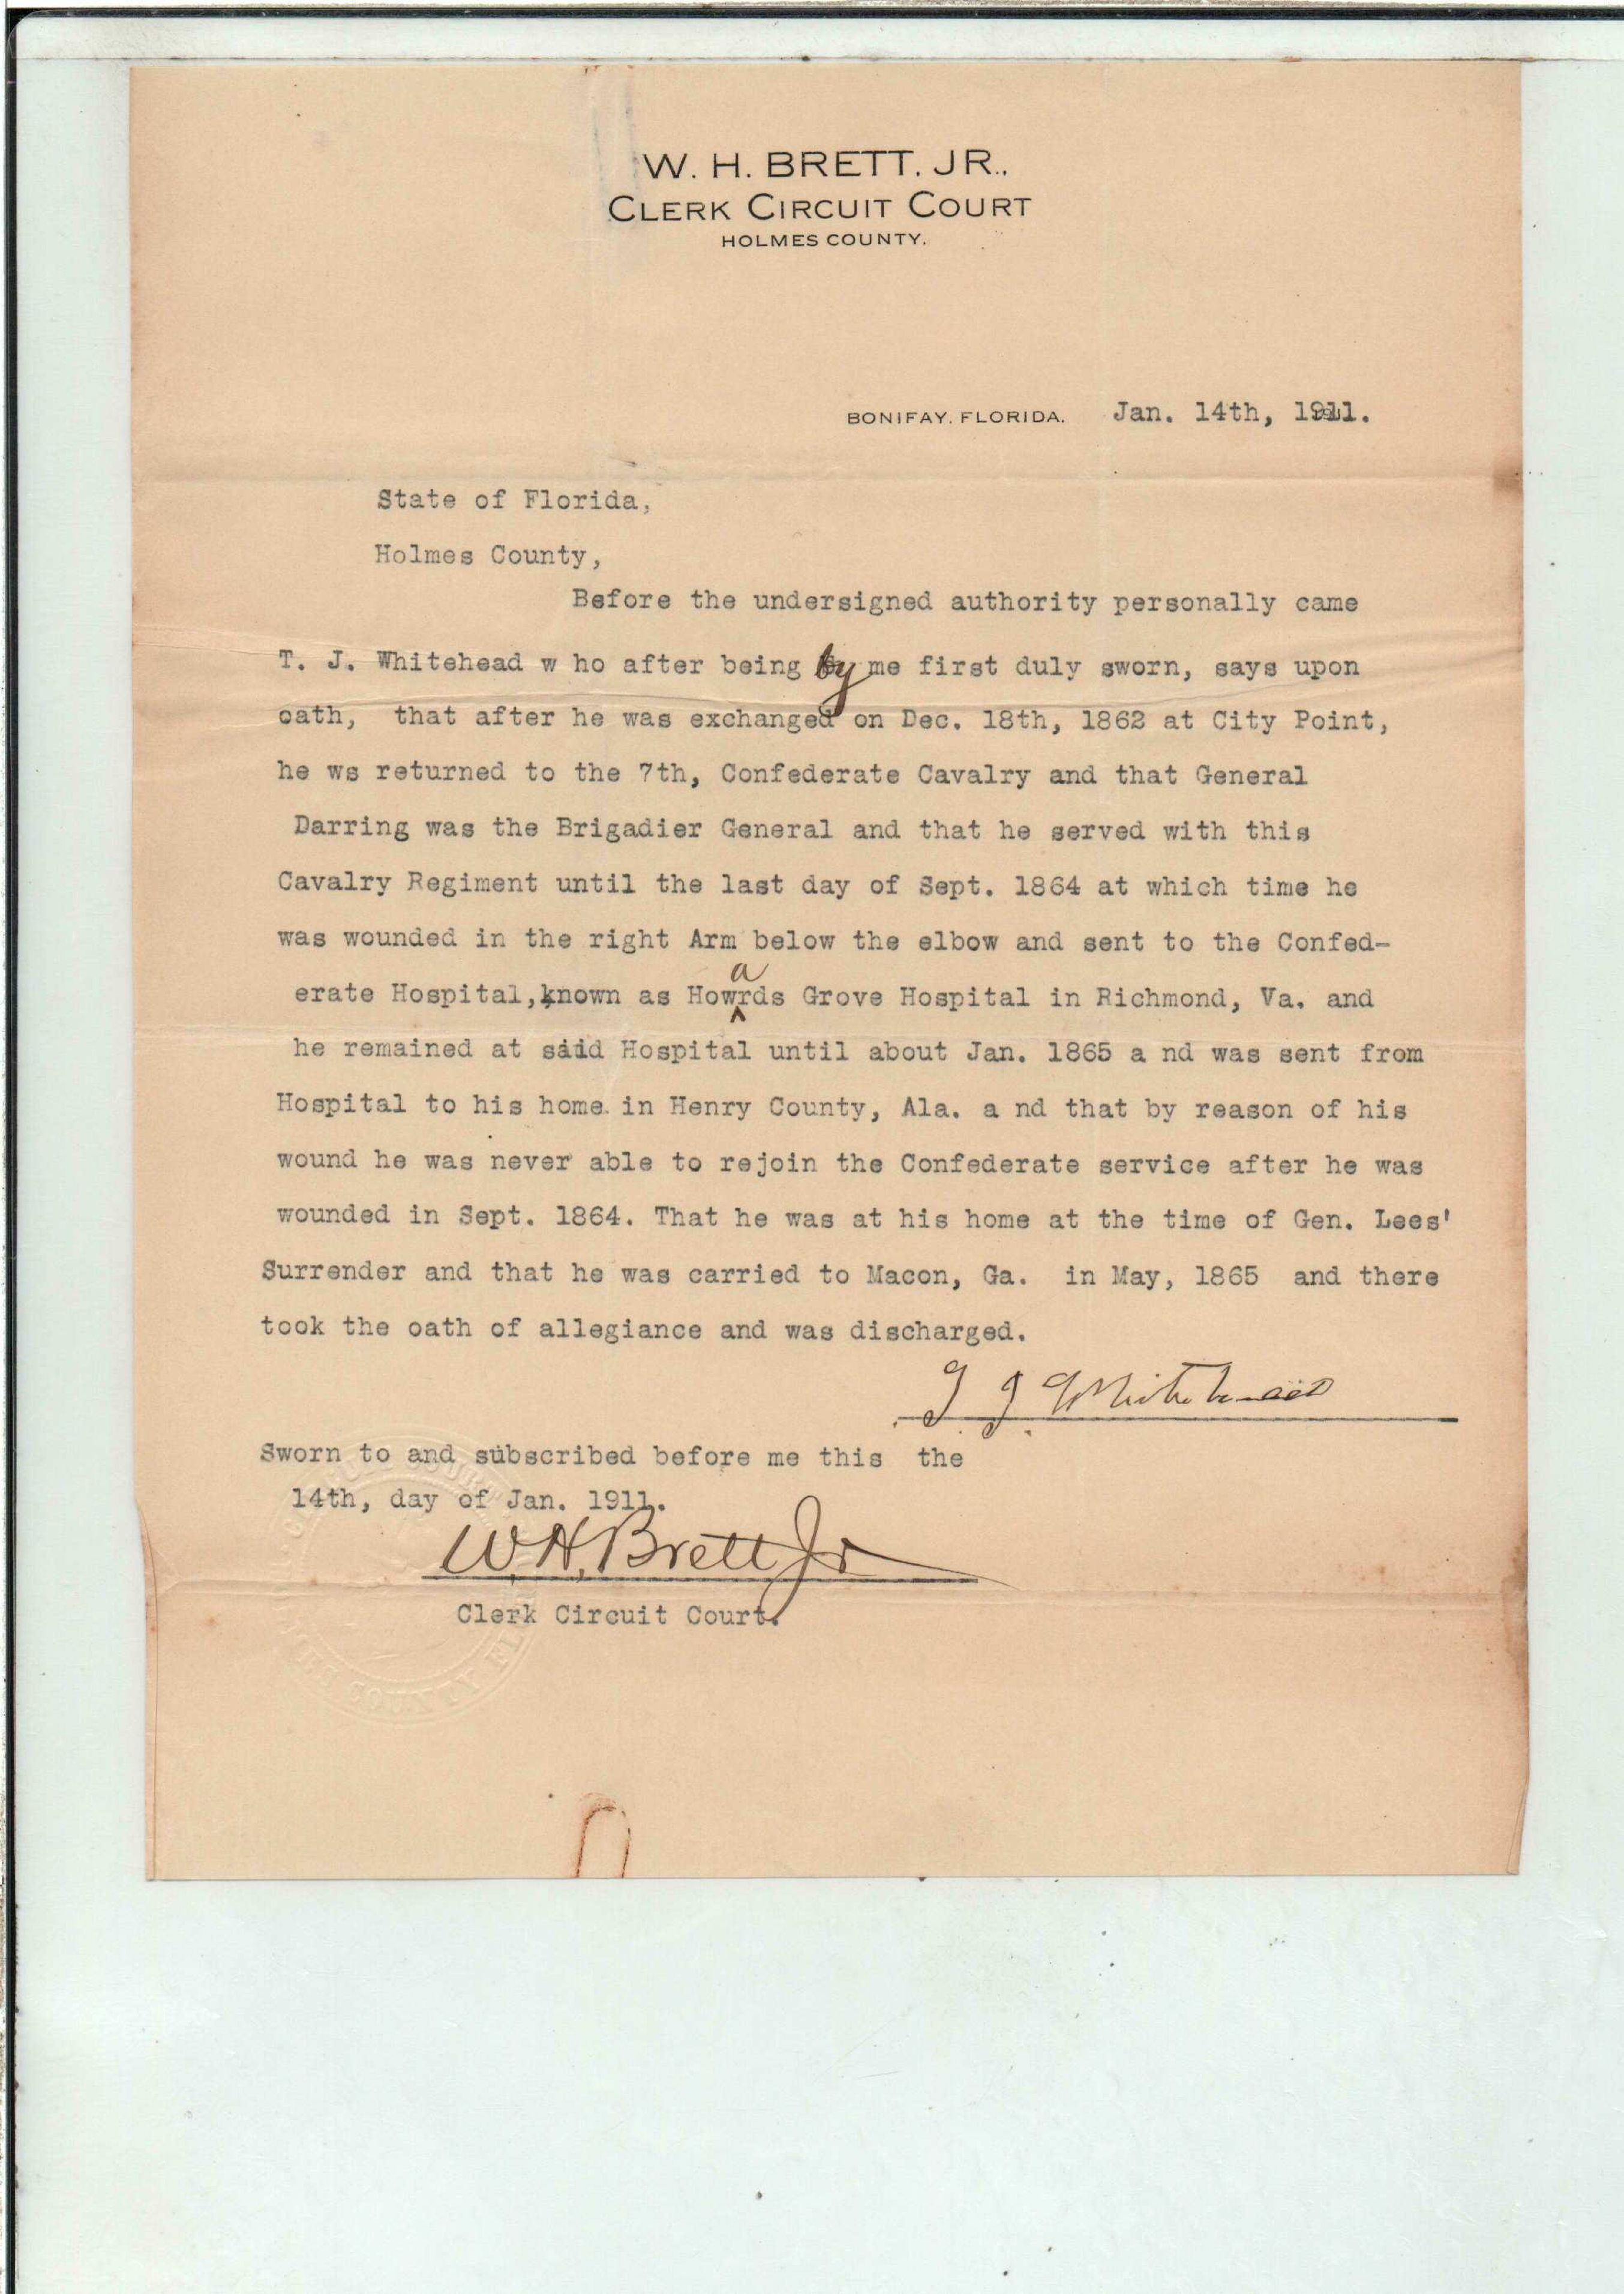 W. H. BRETT, JR.,
CLERK CIRCUIT COURT
HOLMES COUNTY.
BONIFAY, FLORIDA. Jan. 14th, 1911.
State of Florida,
Holmes County,
Before the undersigned authority personally came
T. J. Whitehead w ho after being by me first duly sworn, says upon
oath, that after he was exchanged on Dec. 18th, 1862 at City Point,
he ws returned to the 7th, Confederate Cavalry and that General
Darring was the Brigadier General and that he served with this
Cavalry Regiment until the last day of Sept. 1864 at which time he
was wounded in the right Arm below the elbow and sent to the Confed-
erate Hospital, known as Howards Grove Hospital in Richmond, Va. and
he remained at said Hospital until about Jan. 1865 a nd was sent from
Hospital to his home in Henry County, Ala. a nd that by reason of his
wound he was never able to rejoin the Confederate service after he was
wounded in Sept. 1864. That he was at his home at the time of Gen. Lees'
Surrender and that he was carried to Macon, Ga. in May, 1865 and there
took the oath of allegiance and was discharged.
T J Whitehead
Sworn to and subscribed before me this the
14th, day of Jan. 1911.
W. H. Brett Jr
Clerk Circuit Court.
COUNTY